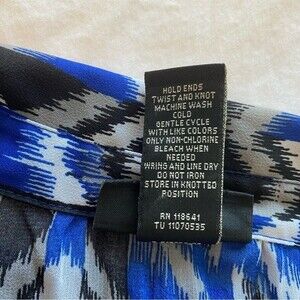 HOLD ENDS
TWIST AND KNOT
MACHINE WASH
COLD
GENTLE CYCLE
WITH LIKE COLORS
ONLY NON-CHLORINE
BLEACH WHEN
NEEDED
WRING AND LINE DRY
DO NOT IRON
STORE IN KNOTTED
POSITION
RN 118641
TU 11070535